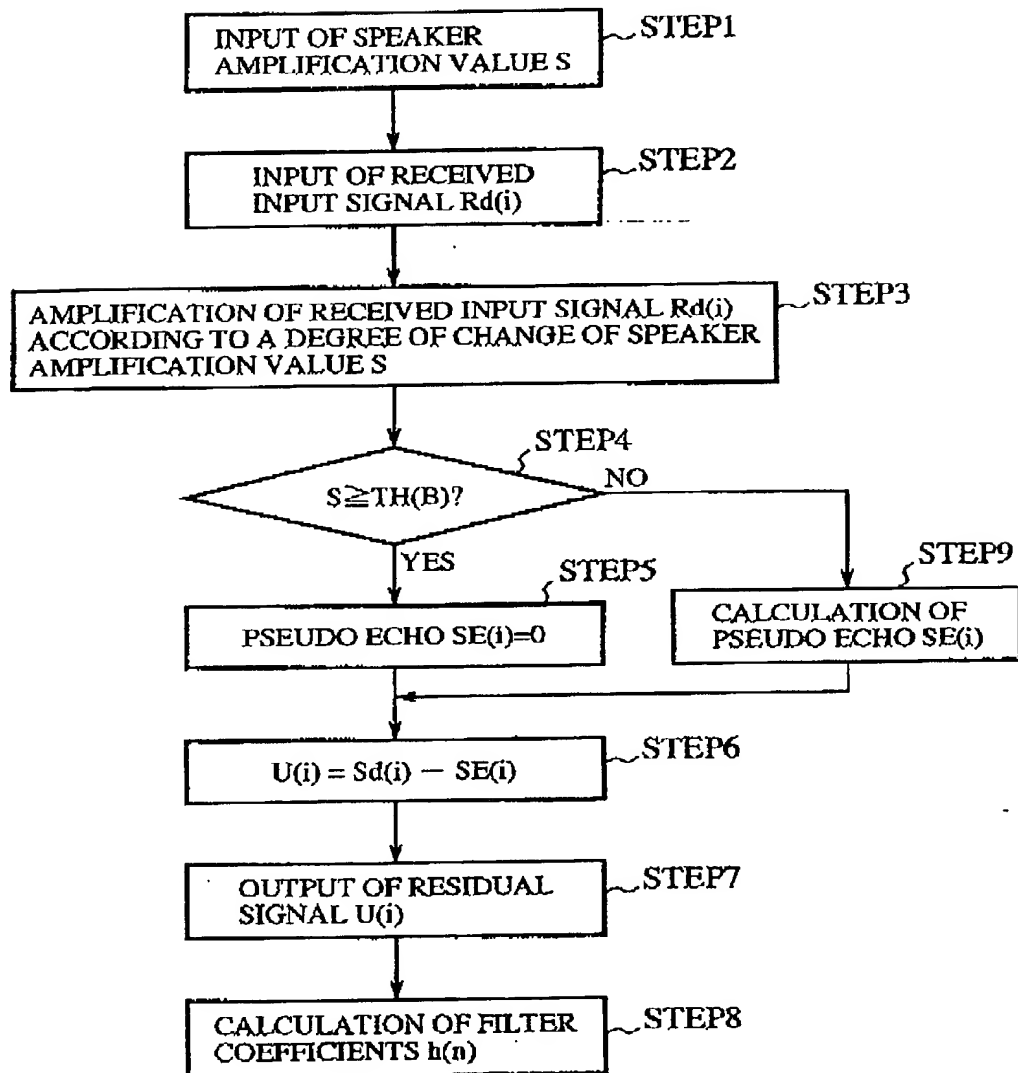 INPUT OF SPEAKER
AMPLIFICATION VALUE S
STEP1
INPUT OF RECEIVED
INPUT SIGNAL Rd(i)
STEP2
AMPLIFICATION OF RECEIVED INPUT SIGNAL Rd(i)
ACCORDING TO A DEGREE OF CHANGE OF SPEAKER
AMPLIFICATION VALUE S
STEP3
STEP4
S≧TH(B)?
NO
YES
STEP5
PSEUDO ECHO SE(i)=0
STEP9
CALCULATION OF
PSEUDO ECHO SE(i)
STEP6
U(i) = Sd(i) − SE(i)
OUTPUT OF RESIDUAL
SIGNAL U(i)
STEP7
CALCULATION OF FILTER
COEFFICIENTS h(n)
STEP8